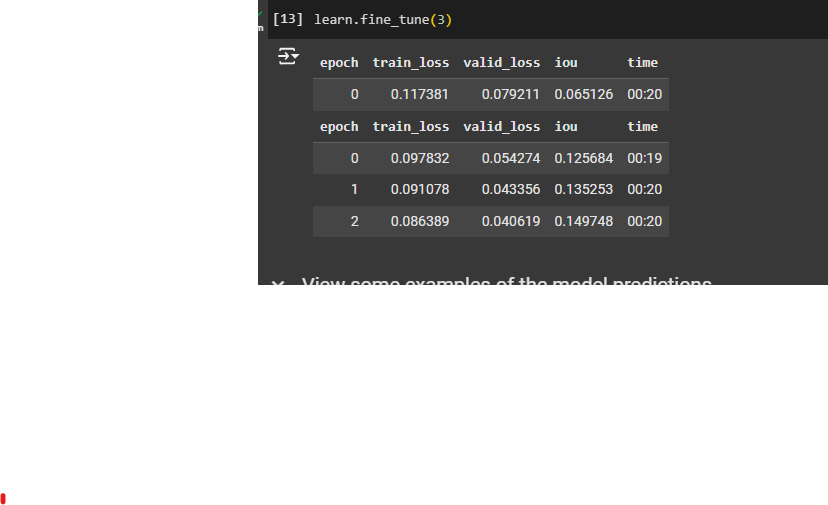 [13] learn.fine_tune(3)
epoch train_loss valid_loss iou time
0 0.117381 0.079211 0.065126 00:20
epoch train_loss valid_loss iou time
0 0.097832 0.054274 0.125684 00:19
1 0.091078 0.043356 0.135253 00:20
2 0.086389 0.040619 0.149748 00:20
View some examples of the model predictions